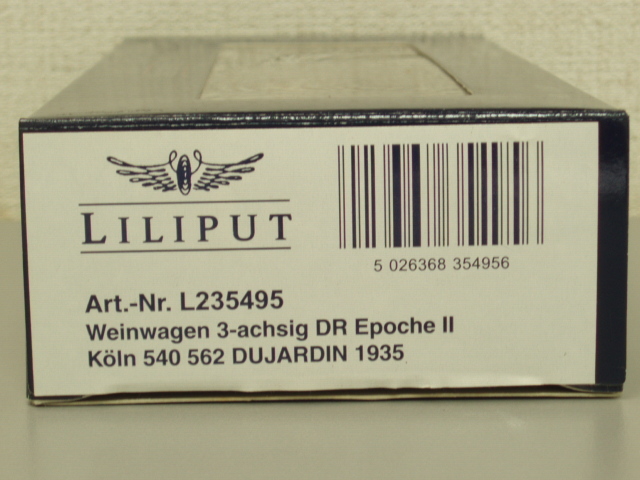 LILIPUT
5 026368 354956
Art.-Nr. L235495
Weinwagen 3-achsig DR Epoche II
Köln 540 562 DUJARDIN 1935